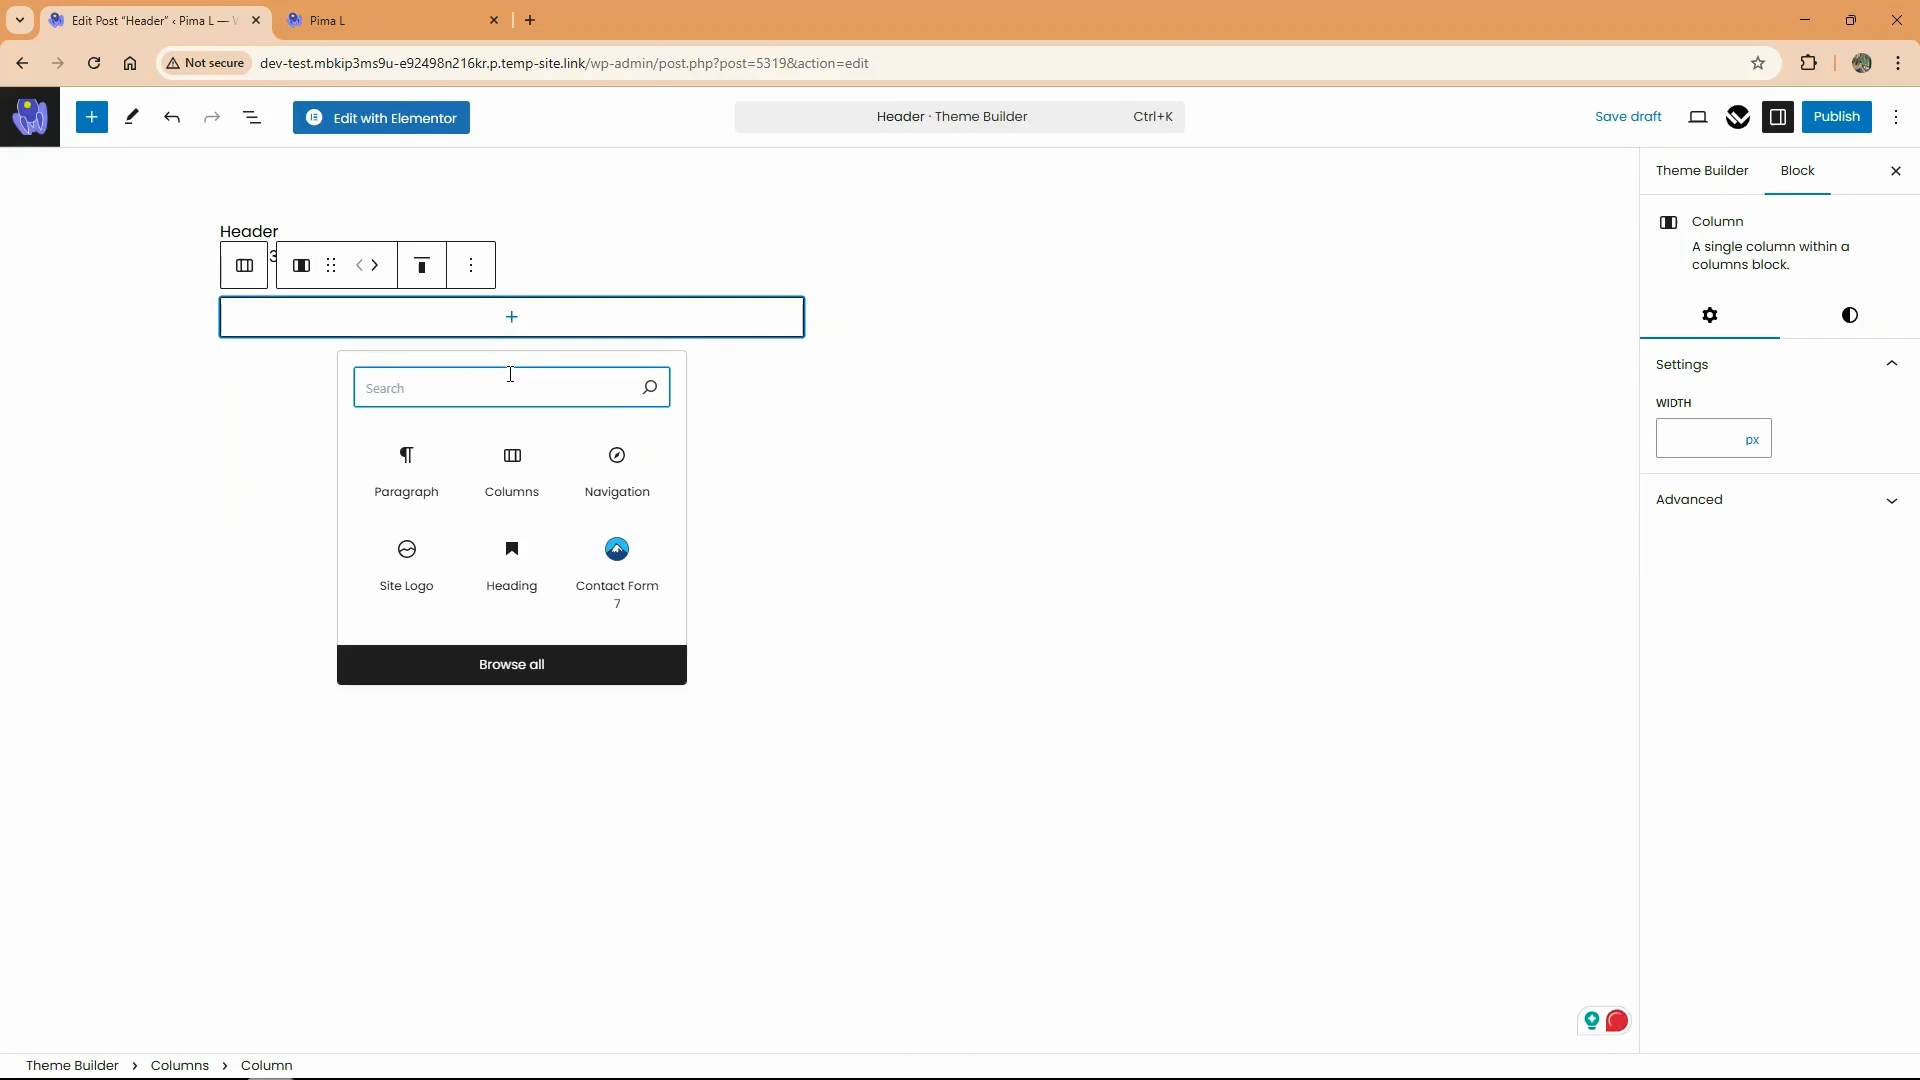 Edit Post “Header” ‹ Pima L — W
Pima L
Not secure
dev-test.mbkip3ms9u-e92498n216kr.p.temp-site.link/wp-admin/post.php?post=5319&action=edit
Edit with Elementor
Header · Theme Builder
Ctrl+K
Save draft
Publish
Theme Builder
Block
Header
3
Column
A single column within a
columns block.
Settings
WIDTH
px
Advanced
Search
Paragraph
Columns
Navigation
Site Logo
Heading
Contact Form
7
Browse all
Theme Builder › Columns › Column